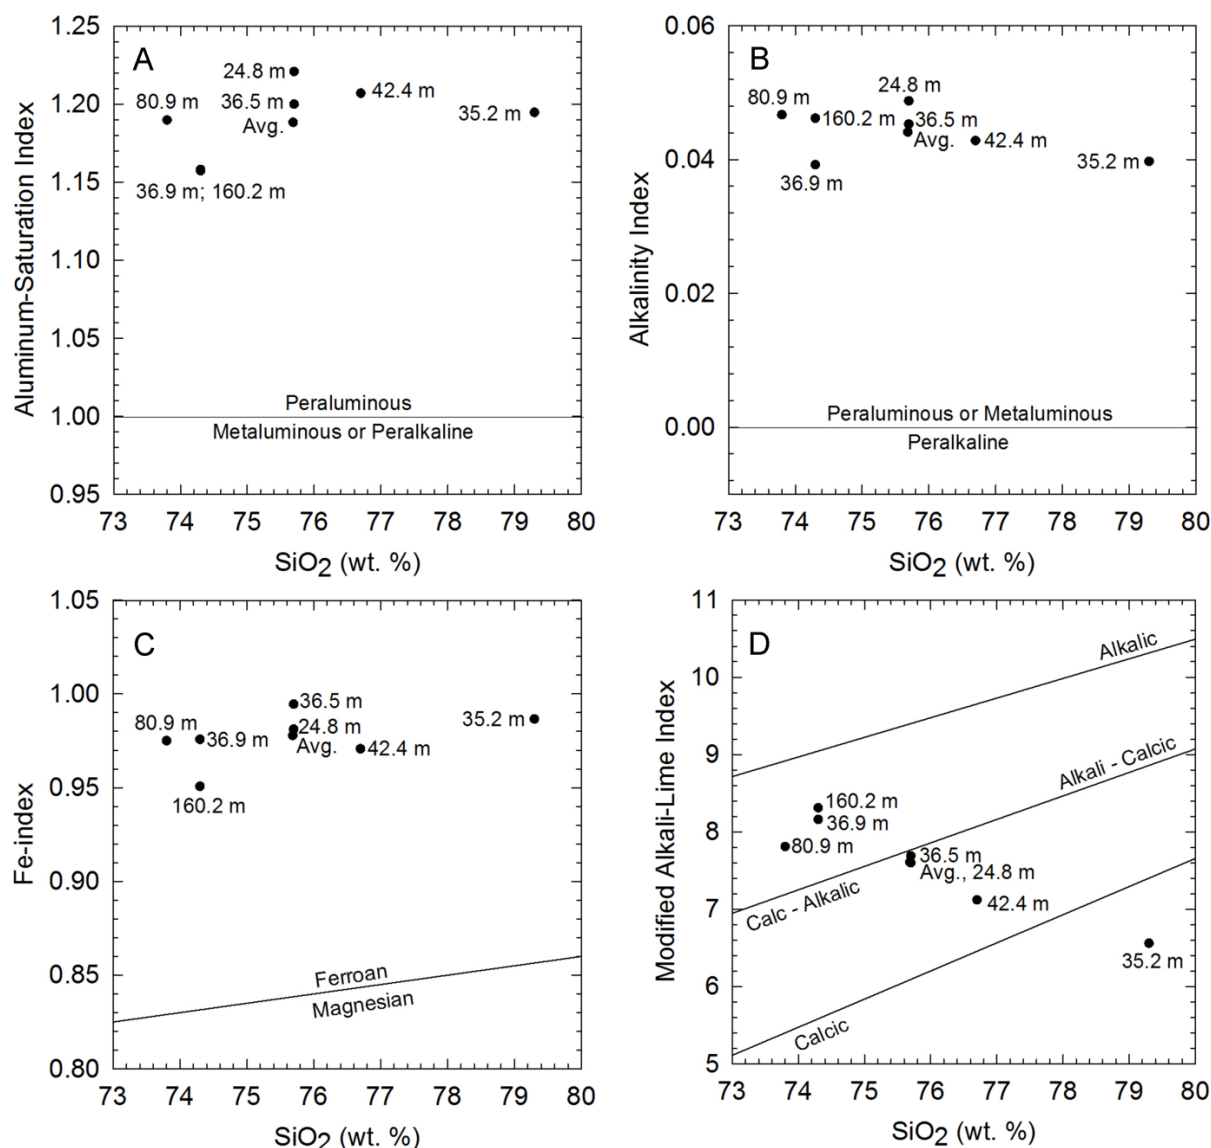 A
1.25
1.20
1.15
1.10
1.05
1.00
0.95
Aluminum-Saturation Index
24.8 m
80.9 m
36.5 m
Avg.
42.4 m
35.2 m
36.9 m; 160.2 m
Peraluminous
Metaluminous or Peralkaline
73 74 75 76 77 78 79 80
SiO2 (wt. %)
B
0.06
0.04
0.02
0.00
Alkalinity Index
24.8 m
80.9 m
160.2 m
36.5 m
Avg.
42.4 m
35.2 m
36.9 m
Peraluminous or Metaluminous
Peralkaline
73 74 75 76 77 78 79 80
SiO2 (wt. %)
C
1.05
1.00
0.95
0.90
0.85
0.80
Fe-index
36.5 m
80.9 m
36.9 m
24.8 m
Avg.
42.4 m
35.2 m
160.2 m
Ferroan
Magnesian
73 74 75 76 77 78 79 80
SiO2 (wt. %)
D
11
10
9
8
7
6
5
Modified Alkali-Lime Index
Alkalic
Alkali - Calcic
160.2 m
36.9 m
80.9 m
36.5 m
Avg., 24.8 m
Calc - Alkalic
42.4 m
35.2 m
Calcic
73 74 75 76 77 78 79 80
SiO2 (wt. %)